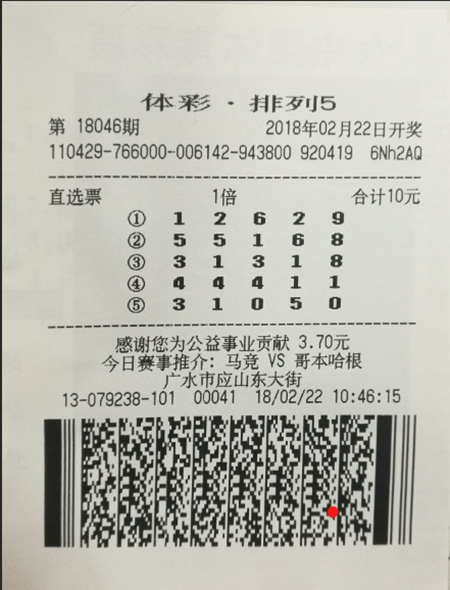 体彩·排列5
第 18046期 2018年02月22日开奖
110429-766000-006142-943800 920419 6Nh2AQ
直选票 1倍 合计10元
① 1 2 6 2 9
② 5 5 1 6 8
③ 3 1 3 1 8
④ 4 4 4 1 1
⑤ 3 1 0 5 0
感谢您为公益事业贡献 3.70元
今日赛事推介: 马竞 VS 哥本哈根
广水市应山东大街
13-079238-101 00041 18/02/22 10:46:15